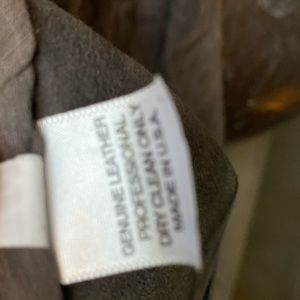 GENUINE LEATHER
PROFESSIONAL
DRY CLEAN ONLY
MADE IN U.S.A.